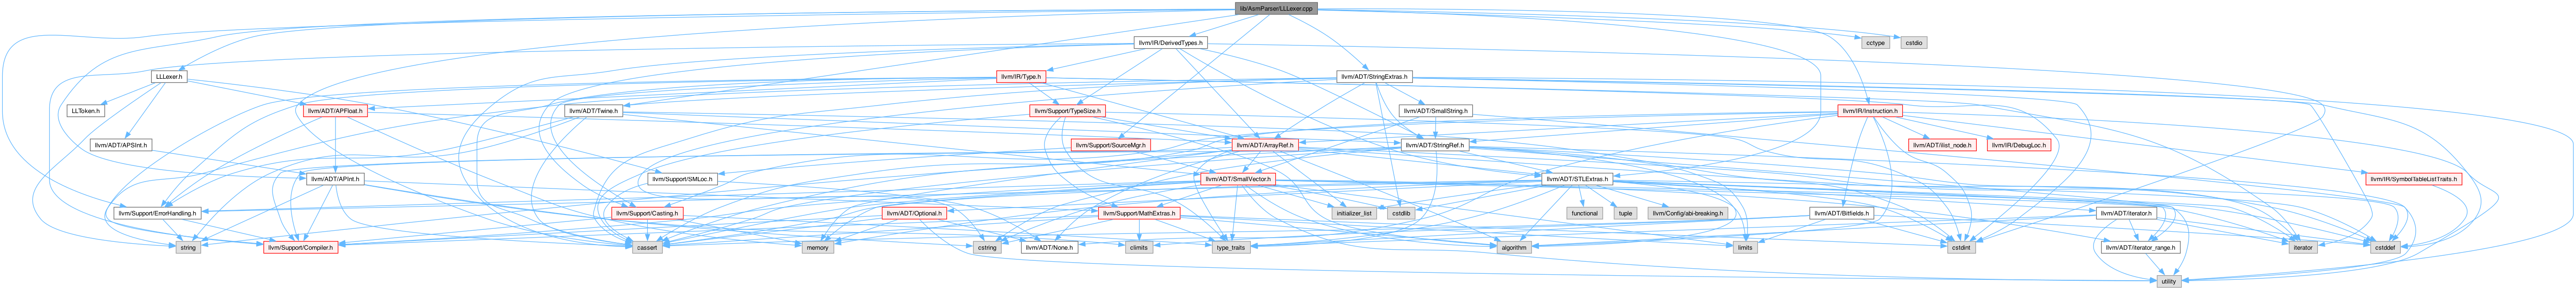 lib/AsmParser/LLLexer.cpp
llvm/IR/DerivedTypes.h
cctype
cstdio
LLLexer.h
llvm/IR/Type.h
llvm/ADT/StringExtras.h
LLToken.h
llvm/ADT/APFloat.h
llvm/ADT/Twine.h
llvm/Support/TypeSize.h
llvm/ADT/SmallString.h
llvm/IR/Instruction.h
llvm/ADT/APSInt.h
llvm/Support/SourceMgr.h
llvm/ADT/ArrayRef.h
llvm/ADT/StringRef.h
llvm/ADT/ilist_node.h
llvm/IR/DebugLoc.h
llvm/ADT/APInt.h
llvm/Support/SMLoc.h
llvm/ADT/SmallVector.h
llvm/ADT/STLExtras.h
llvm/IR/SymbolTableListTraits.h
llvm/Support/ErrorHandling.h
llvm/Support/Casting.h
llvm/ADT/Optional.h
llvm/Support/MathExtras.h
initializer_list
cstdlib
functional
tuple
llvm/Config/abi-breaking.h
llvm/ADT/Bitfields.h
llvm/ADT/iterator.h
string
llvm/Support/Compiler.h
cassert
memory
cstring
llvm/ADT/None.h
climits
type_traits
algorithm
limits
cstdint
llvm/ADT/iterator_range.h
iterator
cstddef
utility